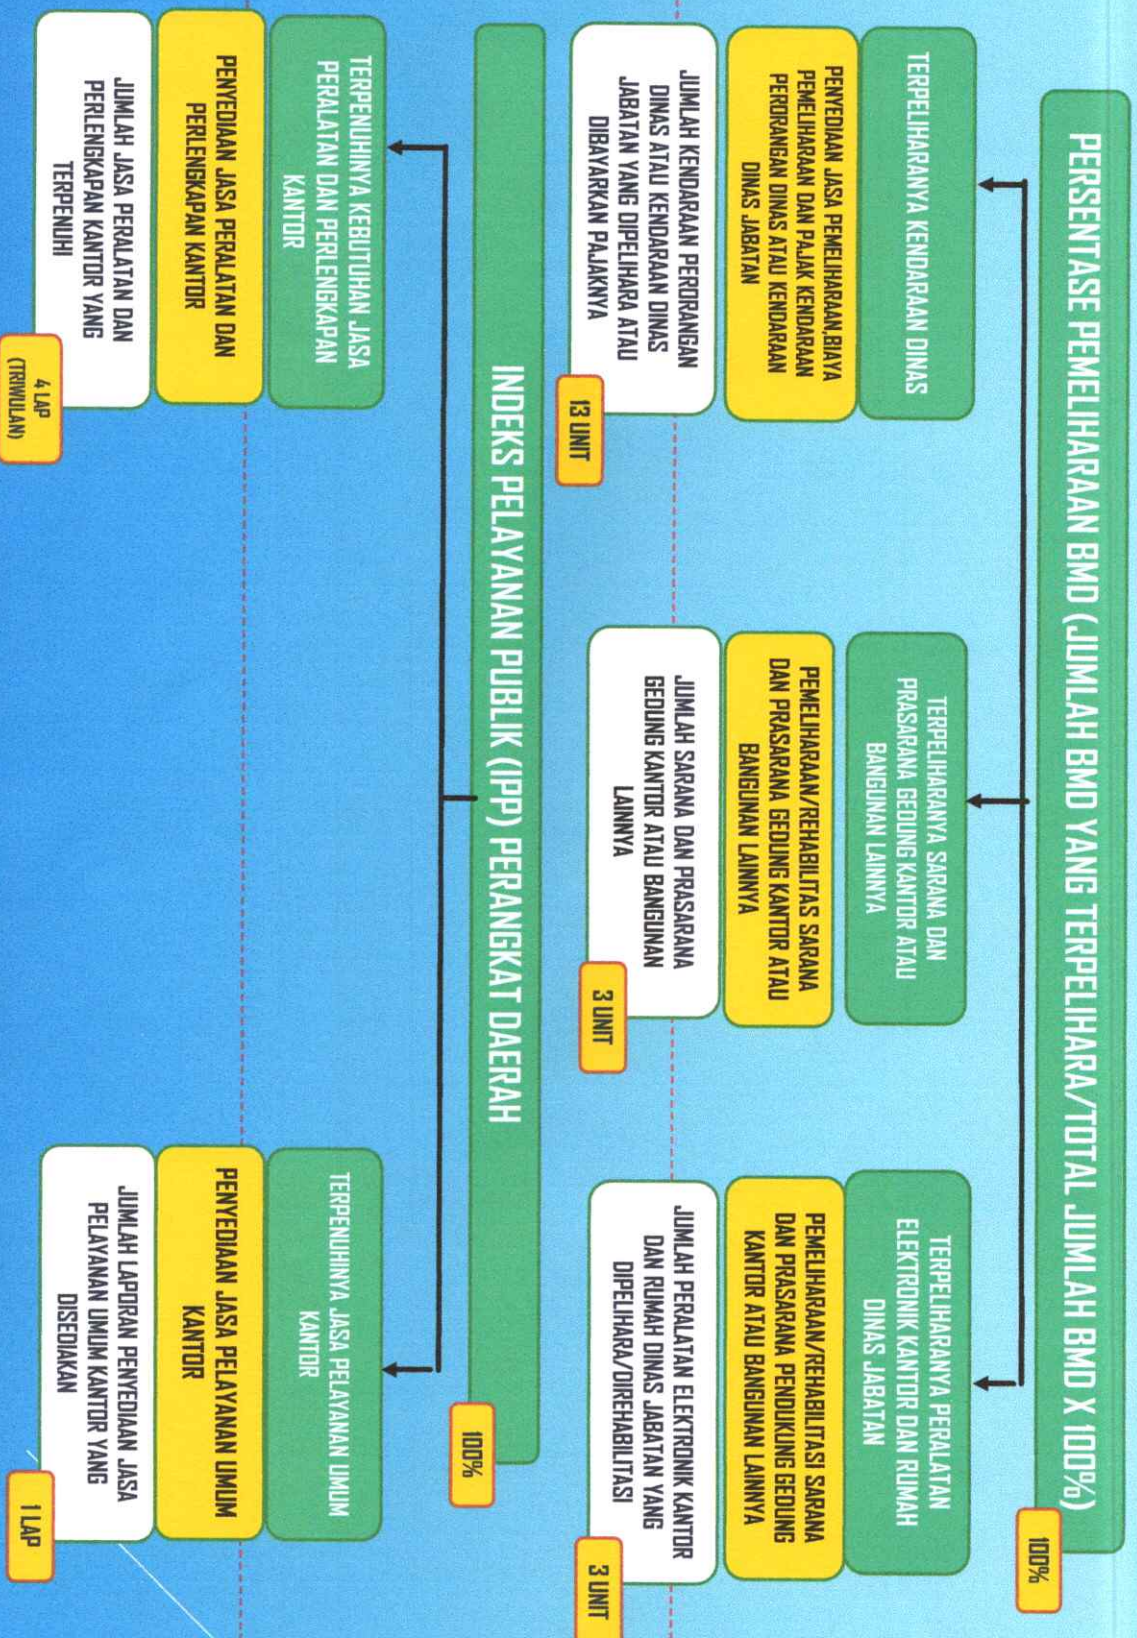 PERSENTASE PEMELIHARAAN BMD (JUMLAH BMD YANG TERPELIHARA/TOTAL JUMLAH BMD X 100%)
100%
TERPELIHARANYA KENDARAAN DINAS
PENYEDIAAN JASA PEMELIHARAAN,BIAYA
PEMELIHARAAN DAN PAJAK KENDARAAN
PERORANGAN DINAS ATAU KENDARAAN
DINAS JABATAN
JUMLAH KENDARAAN PERORANGAN
DINAS ATAU KENDARAAN DINAS
JABATAN YANG DIPELIHARA ATAU
DIBAYARKAN PAJAKNYA
13 UNIT
TERPELIHARANYA SARANA DAN
PRASARANA GEDUNG KANTOR ATAU
BANGUNAN LAINNYA
PEMELIHARAAN/REHABILITAS SARANA
DAN PRASARANA GEDUNG KANTOR ATAU
BANGUNAN LAINNYA
JUMLAH SARANA DAN PRASARANA
GEDUNG KANTOR ATAU BANGUNAN
LAINNYA
3 UNIT
TERPELIHARANYA PERALATAN
ELEKTRONIK KANTOR DAN RUMAH
DINAS JABATAN
PEMELIHARAAN/REHABILITASI SARANA
DAN PRASARANA PENDUKUNG GEDUNG
KANTOR ATAU BANGUNAN LAINNYA
JUMLAH PERALATAN ELEKTRONIK KANTOR
DAN RUMAH DINAS JABATAN YANG
DIPELIHARA/DIREHABILITASI
3 UNIT
INDEKS PELAYANAN PUBLIK (IPP) PERANGKAT DAERAH
100%
TERPENUHINYA KEBUTUHAN JASA
PERALATAN DAN PERLENGKAPAN
KANTOR
PENYEDIAAN JASA PERALATAN DAN
PERLENGKAPAN KANTOR
JUMLAH JASA PERALATAN DAN
PERLENGKAPAN KANTOR YANG
TERPENUHI
4 LAP
(TRIWULAN)
TERPENUHINYA JASA PELAYANAN UMUM
KANTOR
PENYEDIAAN JASA PELAYANAN UMUM
KANTOR
JUMLAH LAPORAN PENYEDIAAN JASA
PELAYANAN UMUM KANTOR YANG
DISEDIAKAN
1 LAP